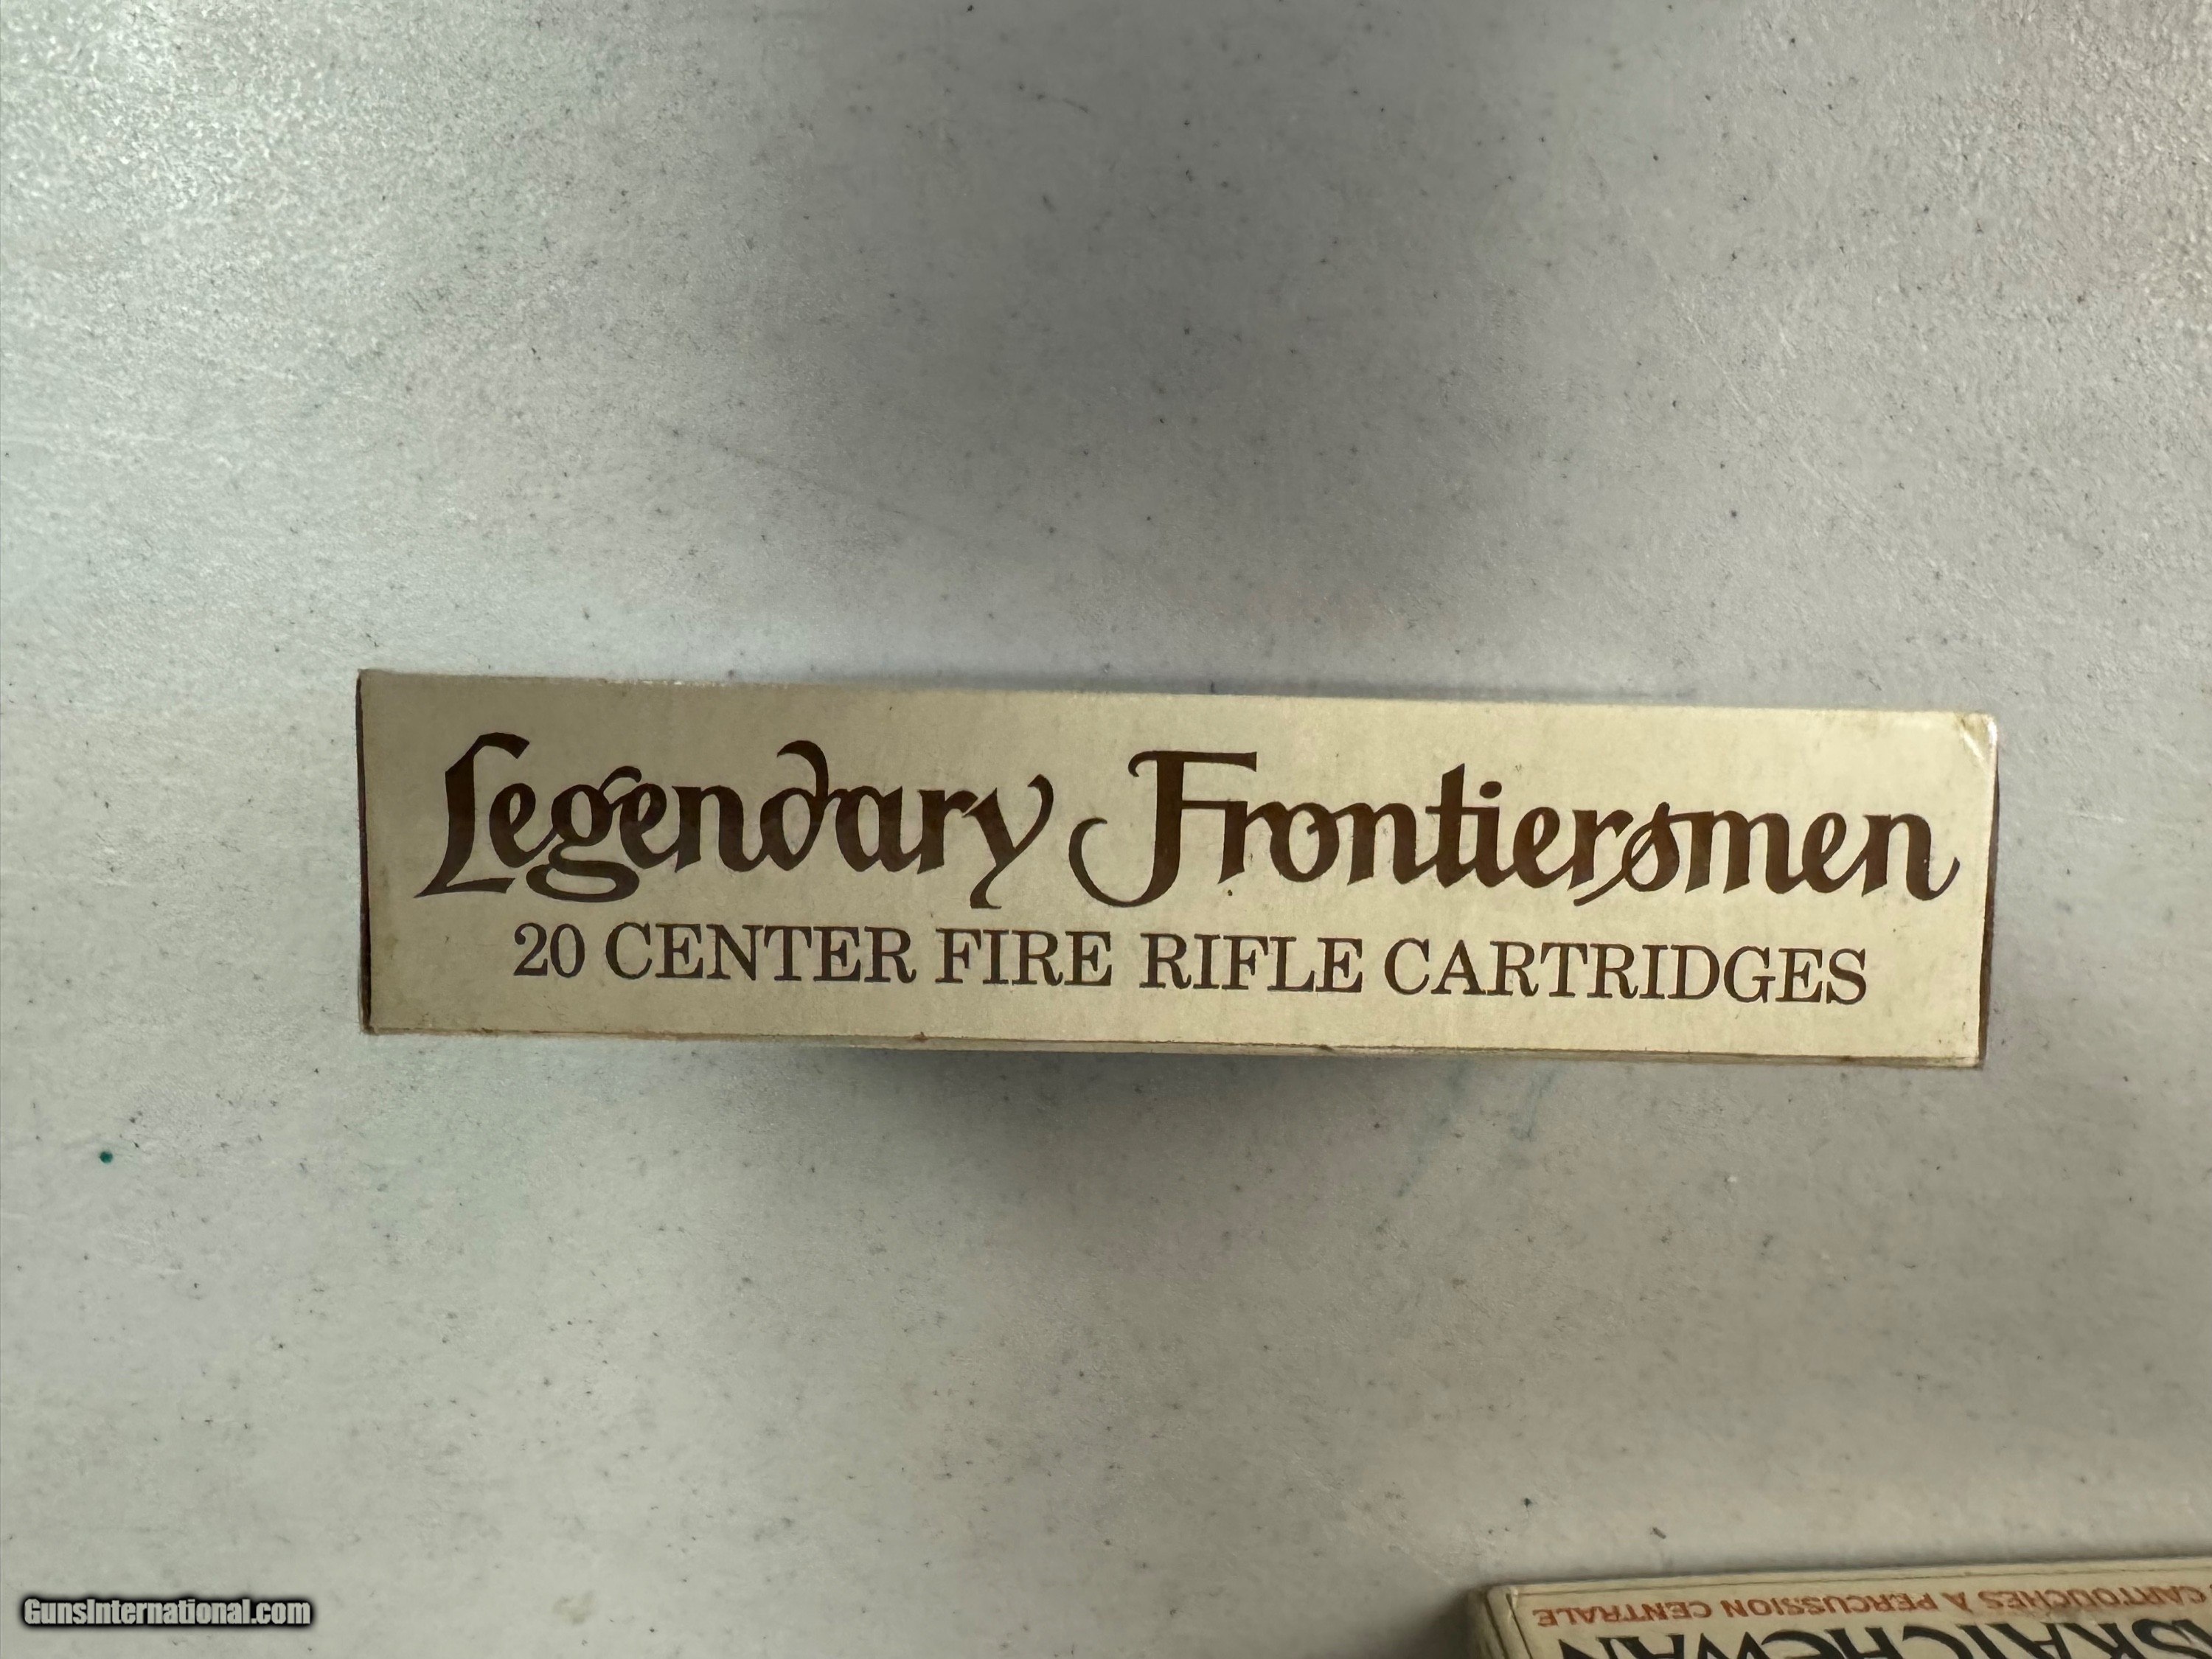 Legendary Frontiersmen
20 CENTER FIRE RIFLE CARTRIDGES
CARTOUCHES À PERCUSSION CENTRALE
GunsInternational.com